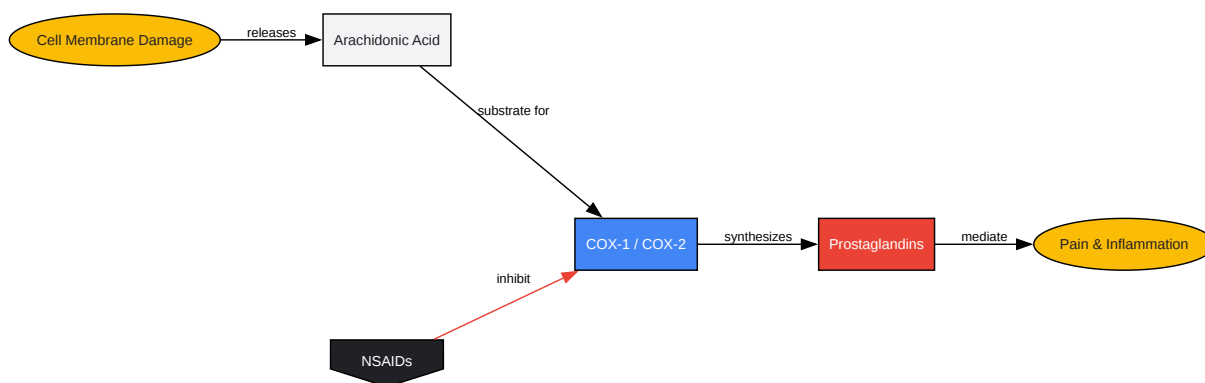 Cell Membrane Damage
releases
Arachidonic Acid
substrate for
COX-1 / COX-2
synthesizes
Prostaglandins
mediate
Pain & Inflammation
inhibit
NSAIDs